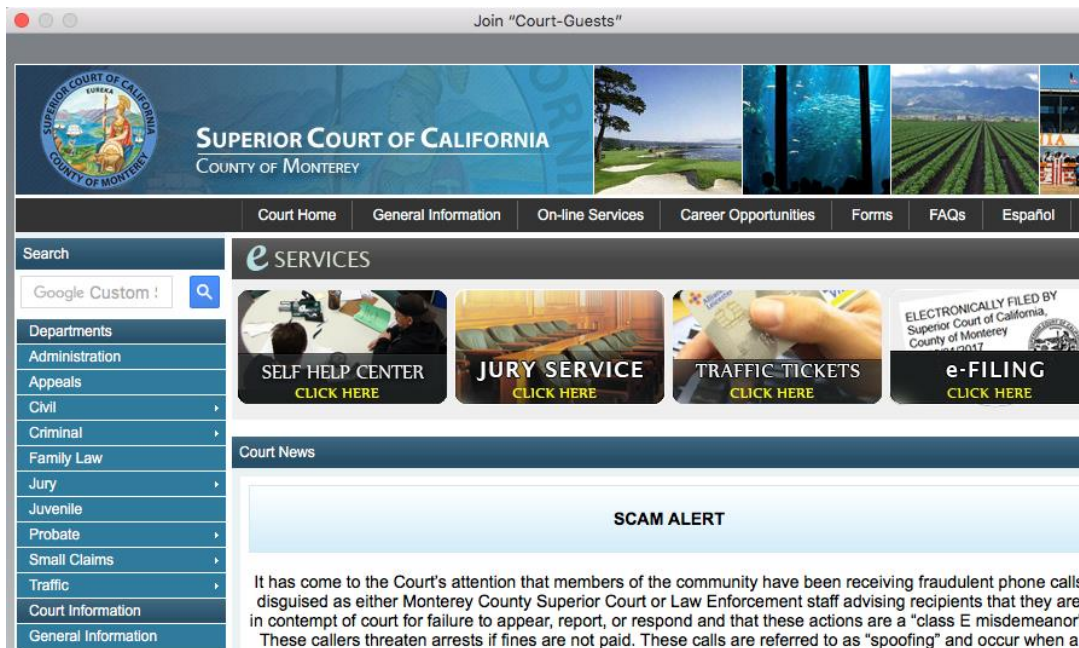 Join “Court-Guests”
SUPERIOR COURT OF CALIFORNIA
COUNTY OF MONTEREY
SUPERIOR COURT OF CALIFORNIA
EUREKA
COUNTY OF MONTEREY
Court Home General Information On-line Services Career Opportunities Forms FAQs Español
Search
Google Custom
e SERVICES
SELF HELP CENTER
CLICK HERE
JURY SERVICE
CLICK HERE
TRAFFIC TICKETS
CLICK HERE
ELECTRONICALLY FILED BY
Superior Court of California,
County of Monterey
e-FILING
CLICK HERE
Departments
Administration
Appeals
Civil
Criminal
Family Law
Jury
Juvenile
Probate
Small Claims
Traffic
Court Information
General Information
Court News
SCAM ALERT
It has come to the Court’s attention that members of the community have been receiving fraudulent phone calls
disguised as either Monterey County Superior Court or Law Enforcement staff advising recipients that they are
in contempt of court for failure to appear, report, or respond and that these actions are a “class E misdemeanor
These callers threaten arrests if fines are not paid. These calls are referred to as “spoofing” and occur when a